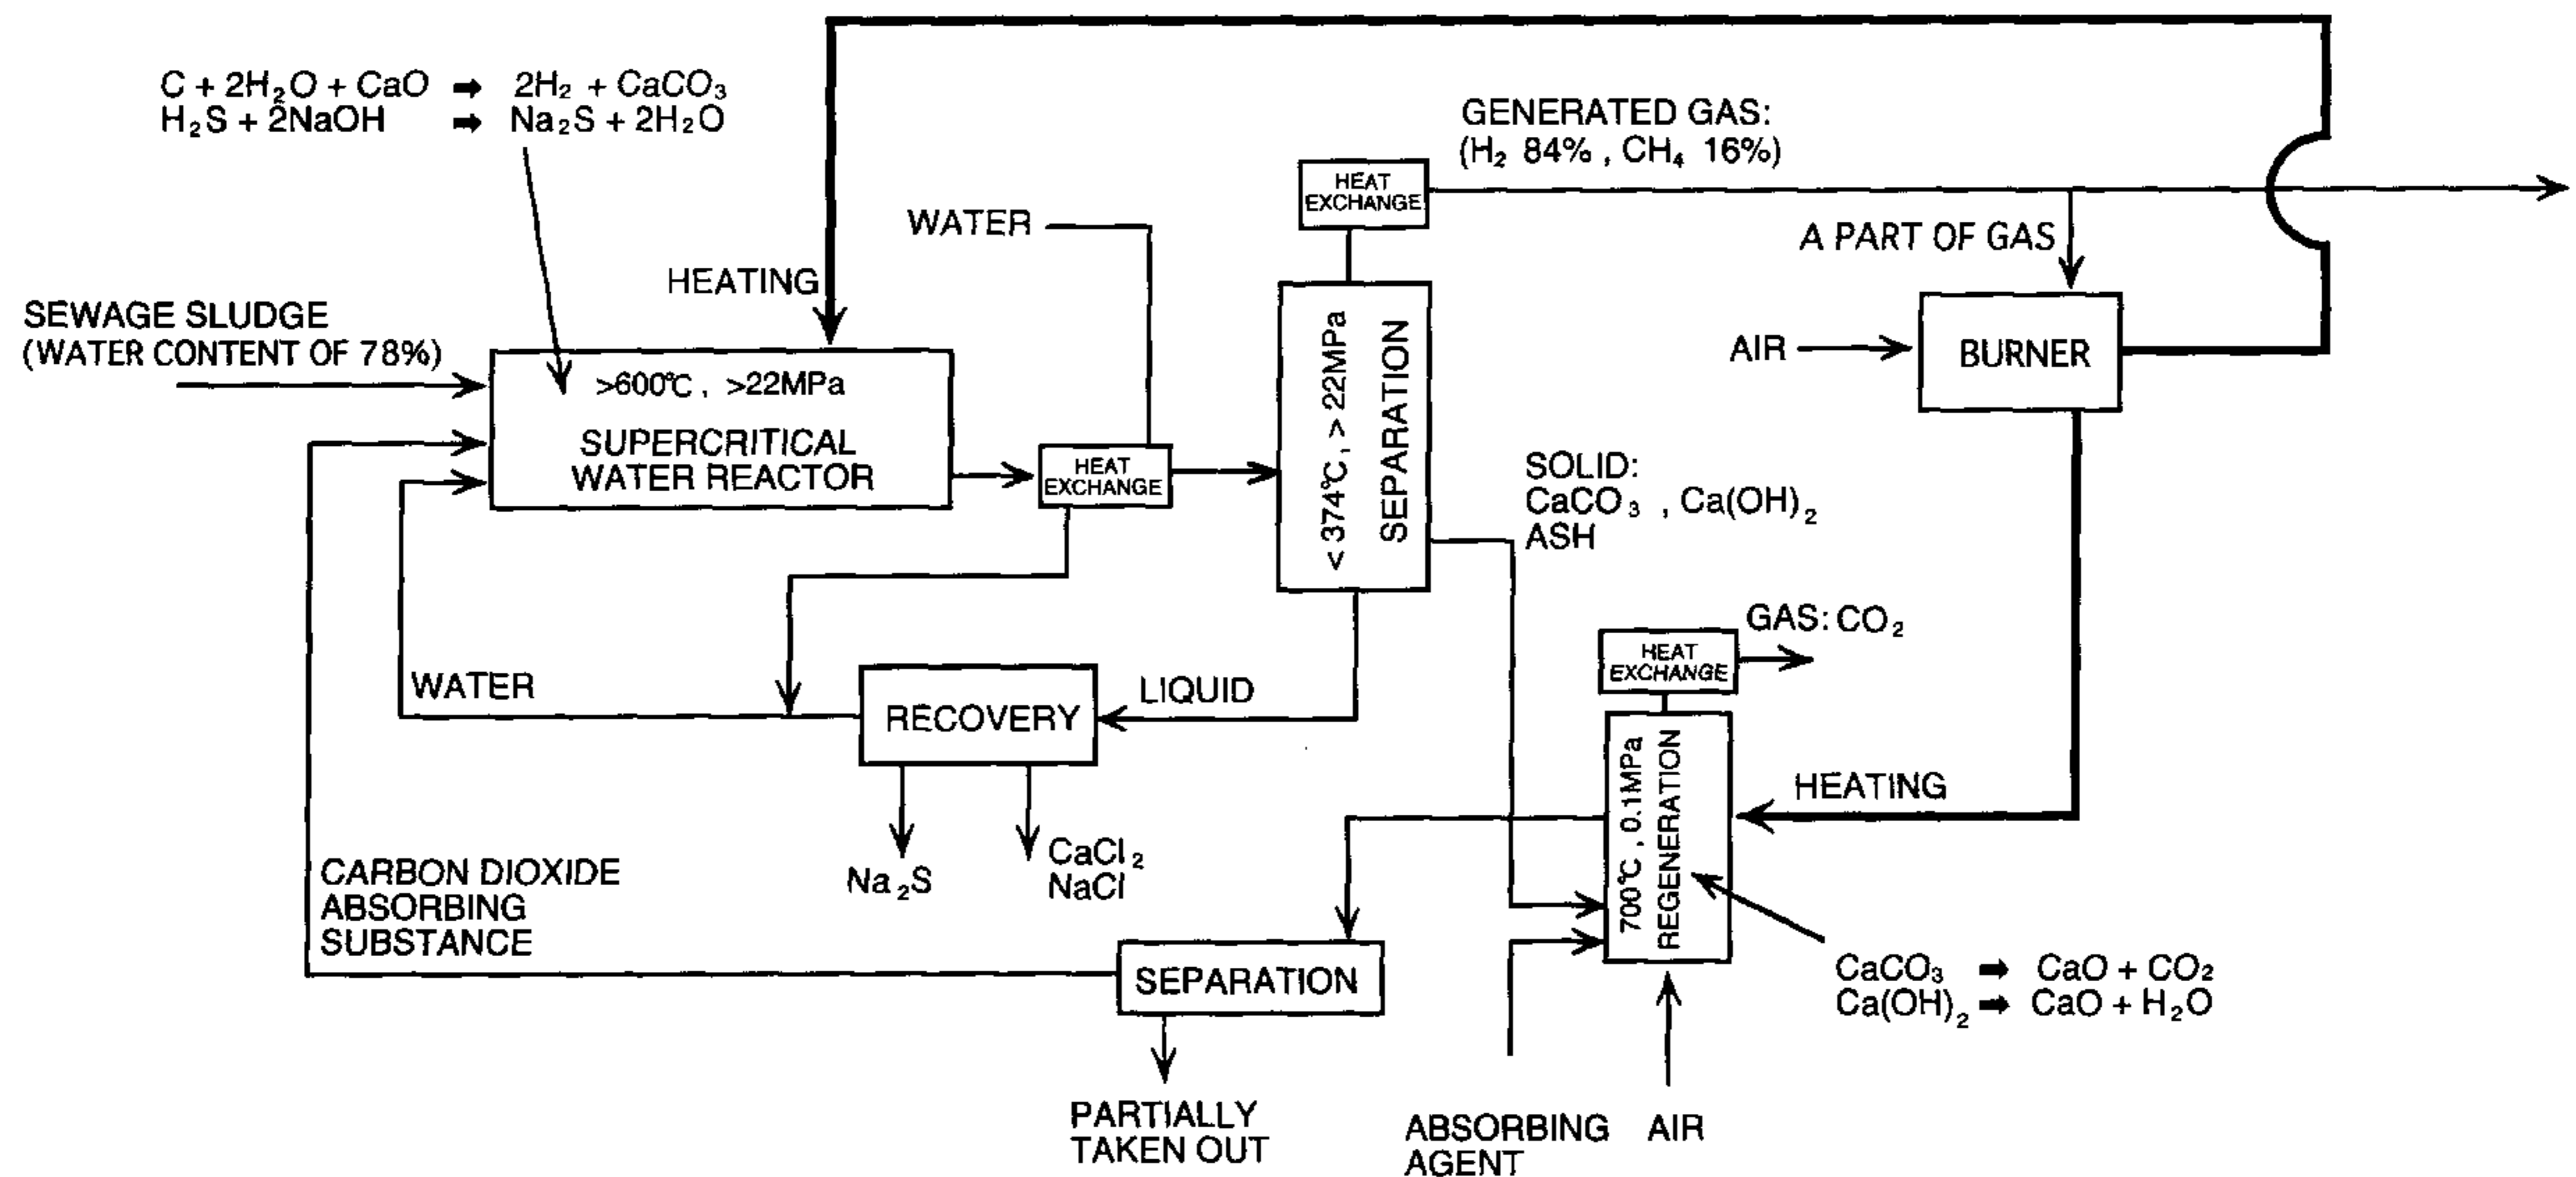 C + 2H₂O + CaO ➡ 2H₂ + CaCO₃
H₂S + 2NaOH ➡ Na₂S + 2H₂O
GENERATED GAS:
(H₂ 84% , CH₄ 16%)
HEAT
EXCHANGE
WATER
A PART OF GAS
HEATING
SEWAGE SLUDGE
(WATER CONTENT OF 78%)
>600℃ , >22MPa
SUPERCRITICAL
WATER REACTOR
HEAT
EXCHANGE
<374℃, > 22MPa
SEPARATION
AIR
BURNER
SOLID:
CaCO₃ , Ca(OH)₂
ASH
GAS: CO₂
HEAT
EXCHANGE
WATER
RECOVERY
LIQUID
700℃ , 0.1MPa
REGENERATION
HEATING
Na₂S
CaCl₂
NaCl
CARBON DIOXIDE
ABSORBING
SUBSTANCE
SEPARATION
CaCO₃ ➡ CaO + CO₂
Ca(OH)₂ ➡ CaO + H₂O
PARTIALLY
TAKEN OUT
ABSORBING
AGENT
AIR